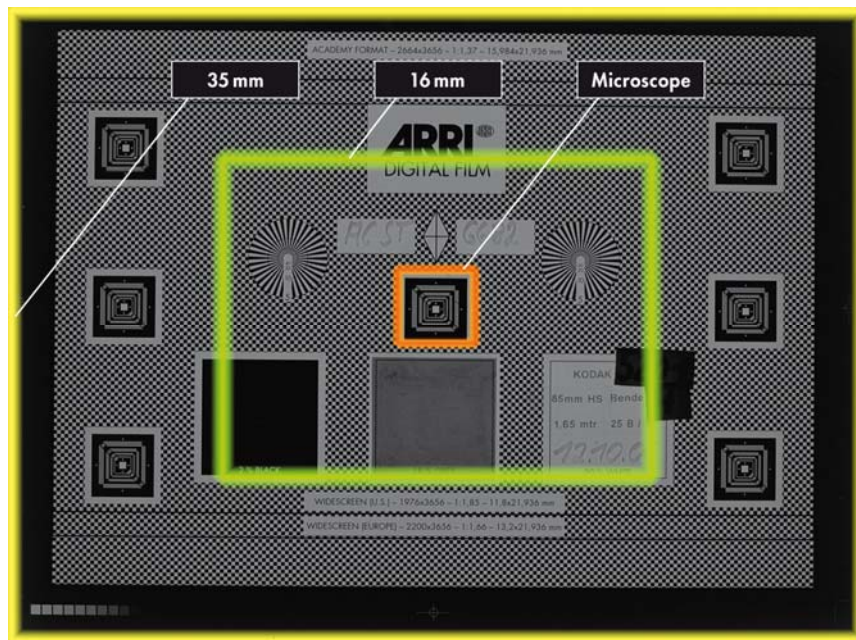 ACADEMY FORMAT – 2664x3656 – 1:1,37 – 15,984x21,936 mm
35 mm
16 mm
Microscope
ARRI
DIGITAL FILM
AC ST
KODAK
85mm HS
1,65 mtr. 25 B
WIDESCREEN (U.S.) – 1976x3656 – 1:1,85 – 11,8x21,936 mm
WIDESCREEN (EUROPE) – 2200x3656 – 1:1,66 – 13,2x21,936 mm